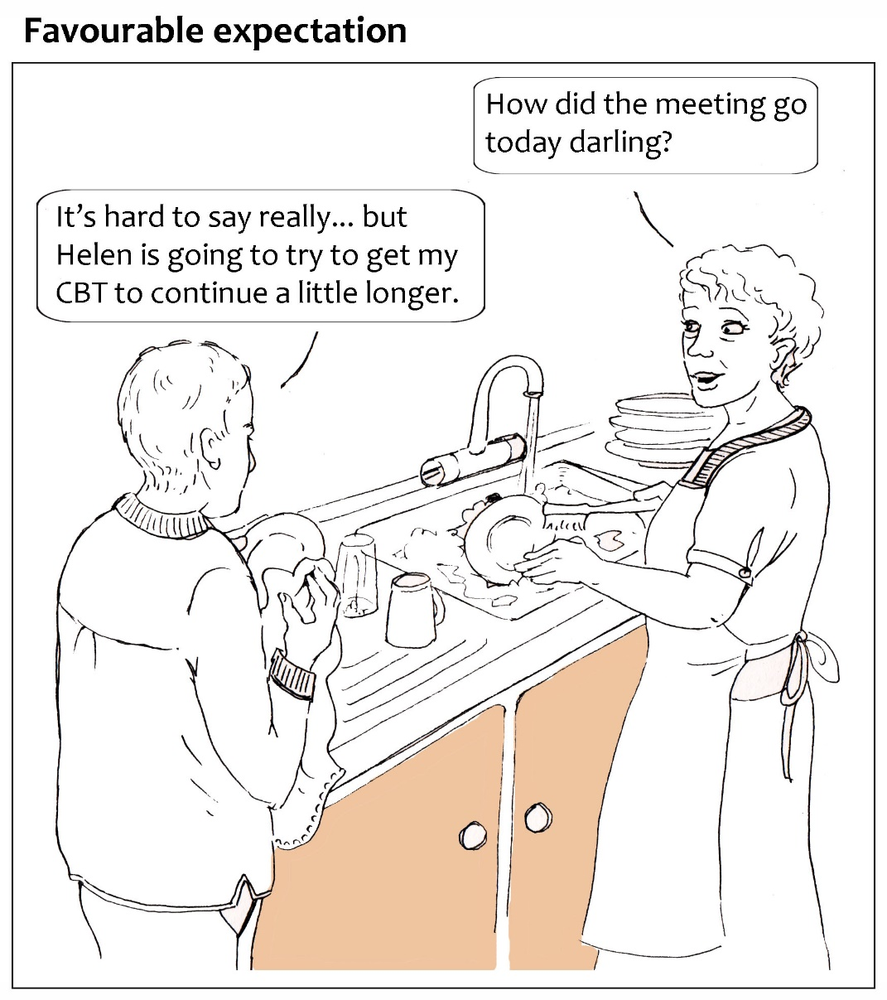 Favourable expectation
How did the meeting go
today darling?
It’s hard to say really... but
Helen is going to try to get my
CBT to continue a little longer.